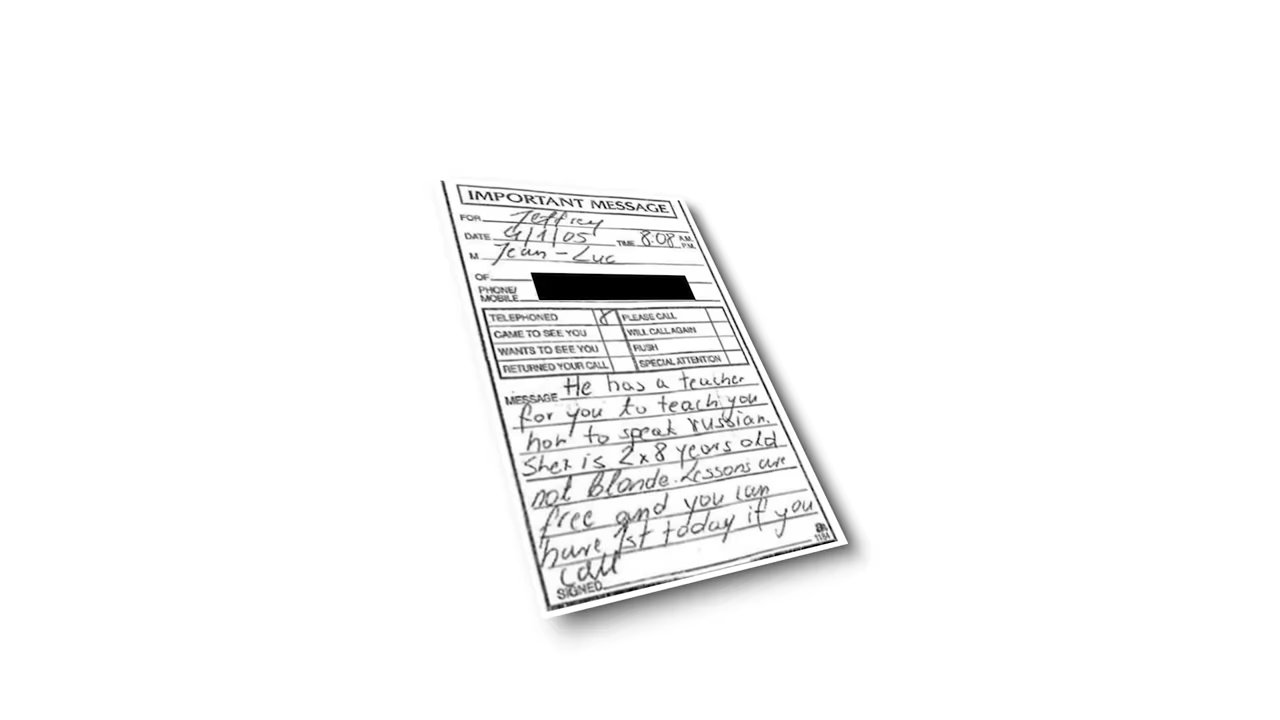 IMPORTANT MESSAGE
FOR Jeffrey
DATE 4/1/05 TIME 8:08 A.M. P.M.
M Jean-Luc
OF
PHONE/ MOBILE
TELEPHONED PLEASE CALL
CAME TO SEE YOU WILL CALL AGAIN
WANTS TO SEE YOU RUSH
RETURNED YOUR CALL SPECIAL ATTENTION
MESSAGE He has a teacher
for you to teach you
how to speak russian.
She is 2x8 years old
not blonde. Lessons are
free and you can
have 1st today if you
call
SIGNED
1184